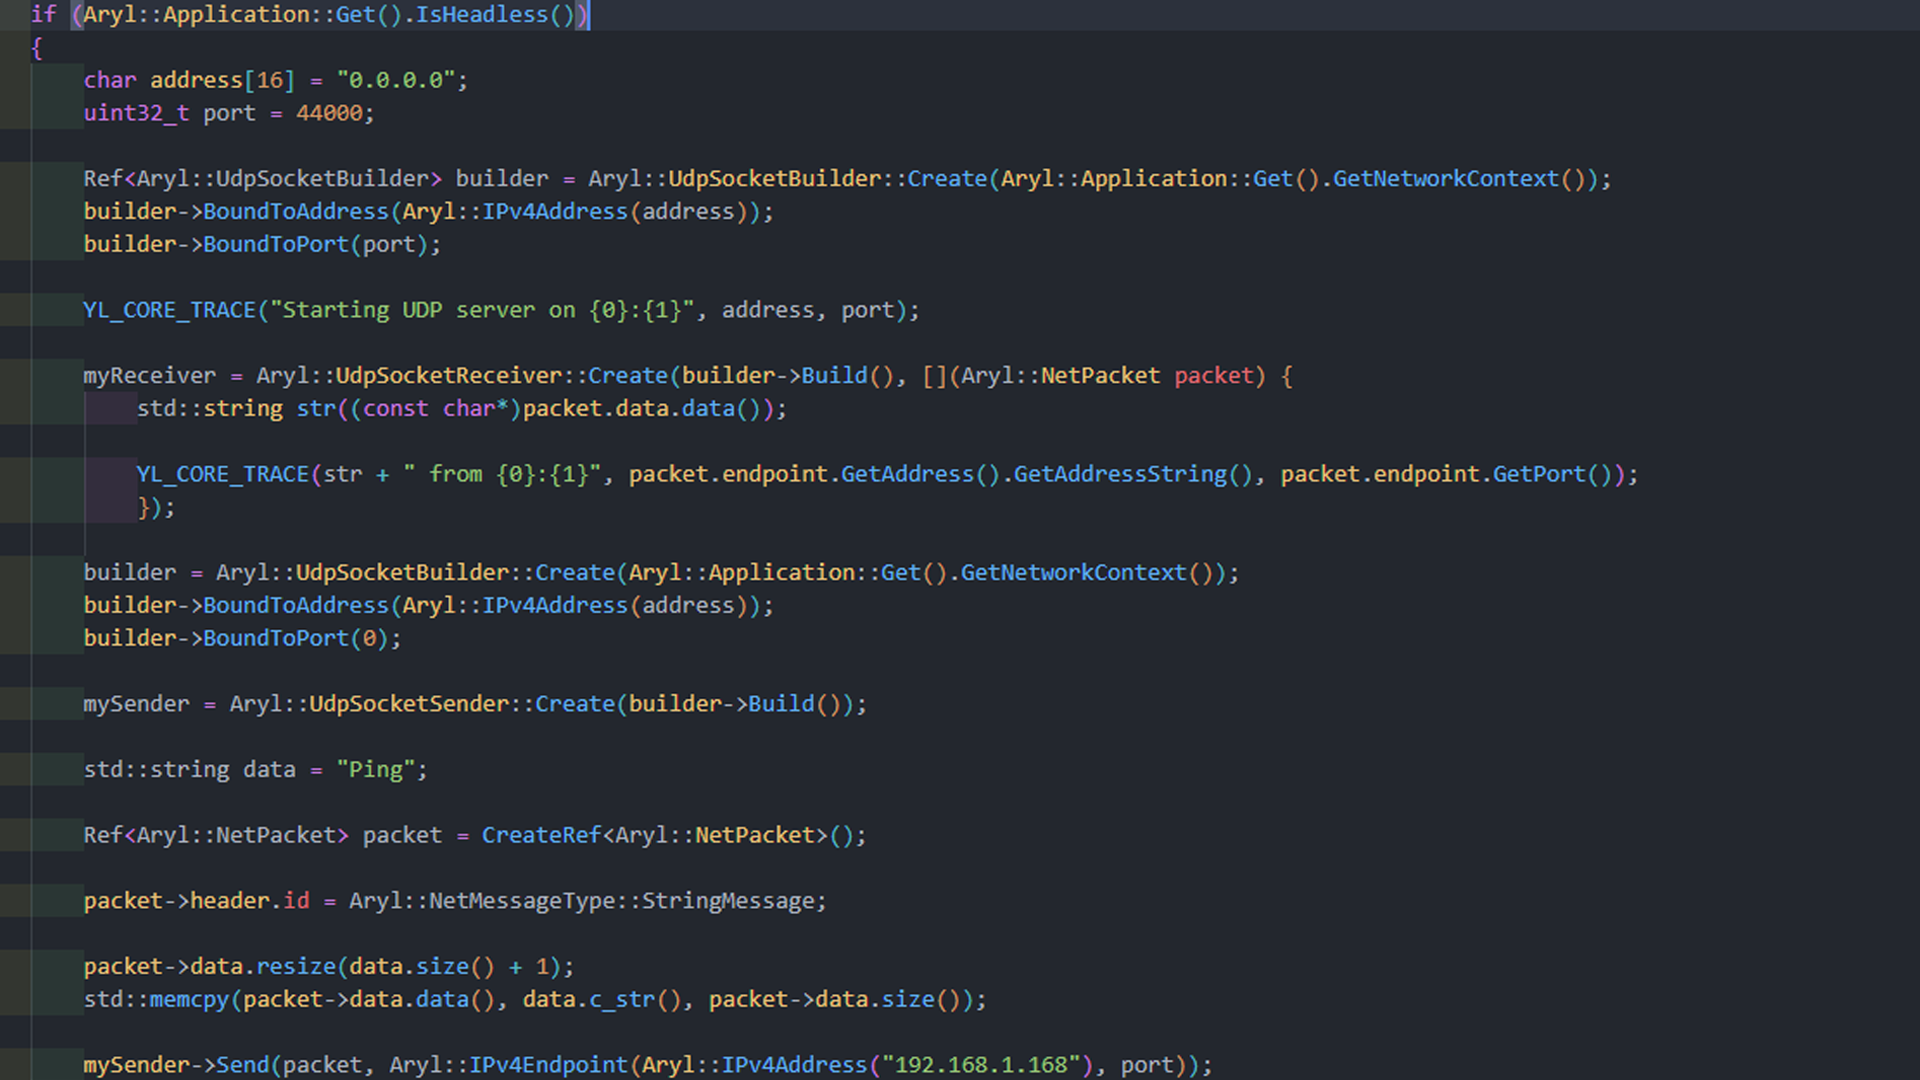 if (Aryl::Application::Get().IsHeadless())
{
char address[16] = "0.0.0.0";
uint32_t port = 44000;
Ref<Aryl::UdpSocketBuilder> builder = Aryl::UdpSocketBuilder::Create(Aryl::Application::Get().GetNetworkContext());
builder->BoundToAddress(Aryl::IPv4Address(address));
builder->BoundToPort(port);
YL_CORE_TRACE("Starting UDP server on {0}:{1}", address, port);
myReceiver = Aryl::UdpSocketReceiver::Create(builder->Build(), [](Aryl::NetPacket packet) {
std::string str((const char*)packet.data.data());
YL_CORE_TRACE(str + " from {0}:{1}", packet.endpoint.GetAddress().GetAddressString(), packet.endpoint.GetPort());
});
builder = Aryl::UdpSocketBuilder::Create(Aryl::Application::Get().GetNetworkContext());
builder->BoundToAddress(Aryl::IPv4Address(address));
builder->BoundToPort(0);
mySender = Aryl::UdpSocketSender::Create(builder->Build());
std::string data = "Ping";
Ref<Aryl::NetPacket> packet = CreateRef<Aryl::NetPacket>();
packet->header.id = Aryl::NetMessageType::StringMessage;
packet->data.resize(data.size() + 1);
std::memcpy(packet->data.data(), data.c_str(), packet->data.size());
mySender->Send(packet, Aryl::IPv4Endpoint(Aryl::IPv4Address("192.168.1.168"), port));